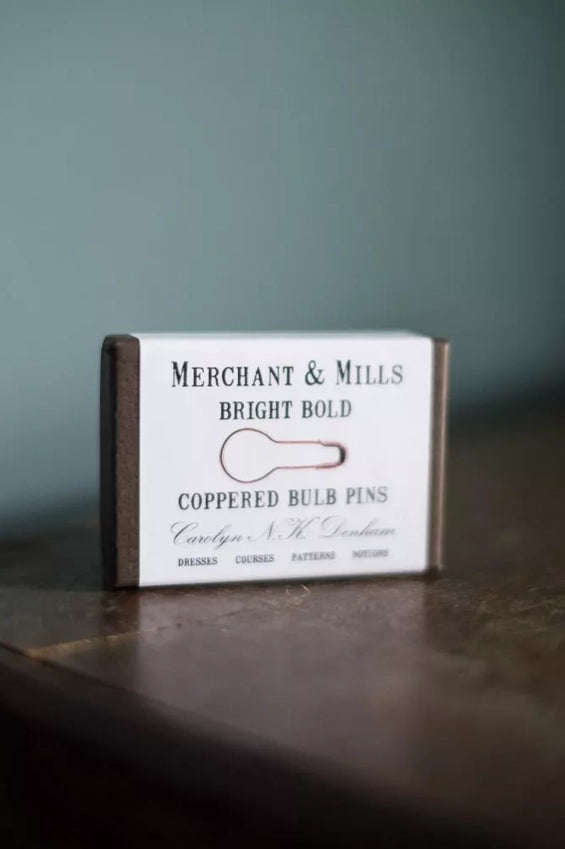 MERCHANT & MILLS
BRIGHT BOLD
COPPERED BULB PINS
Carolyn N.K. Denham
DRESSES COURSES PATTERNS NOTIONS